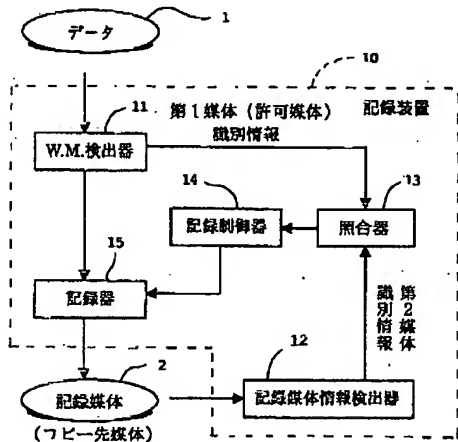 1
データ
10
11
第1媒体(許可媒体)
識別情報
記録装置
W.M.検出器
14
13
記録制御器
照合器
15
記録器
第2媒体
識別情報
2
12
記録媒体
記録媒体情報検出器
(コピー先媒体)